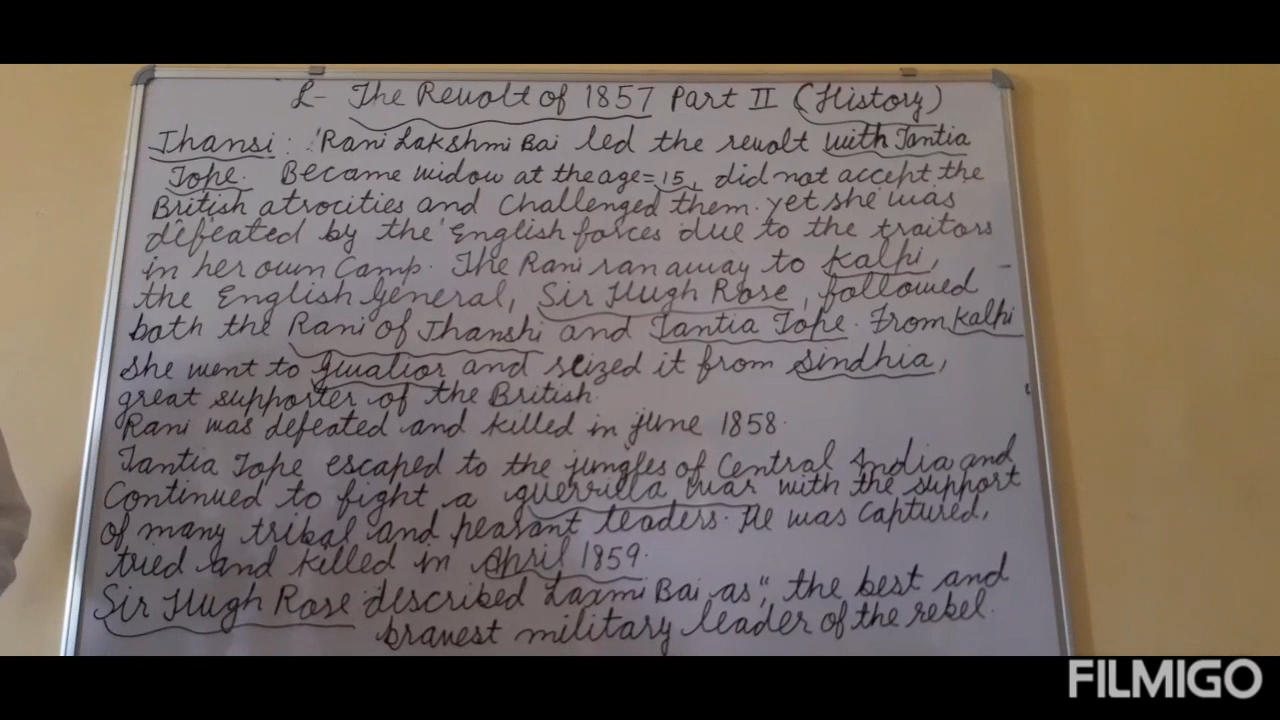 L- The Revolt of 1857 Part II (History)
Jhansi: Rani Lakshmi Bai led the revolt with Tantia
Tope. Became widow at the age=15, did not accept the
British atrocities and challenged them. yet she was
defeated by the English forces due to the traitors
in her own Camp. The Rani ran away to Kalpi,
the English General, Sir Hugh Rose, followed
both the Rani of Jhanshi and Tantia Tope. From Kalhi
she went to Gwalior and seized it from Sindhia,
great supporter of the British.
Rani was defeated and killed in june 1858.
Tantia Tope escaped to the jungles of Central India and
Continued to fight a guerrilla war with the support
of many tribal and peasant leaders. He was captured,
tried and killed in April 1859.
Sir Hugh Rose described Laxmi Bai as," the best and
bravest military leader of the rebel.
FILMIGO